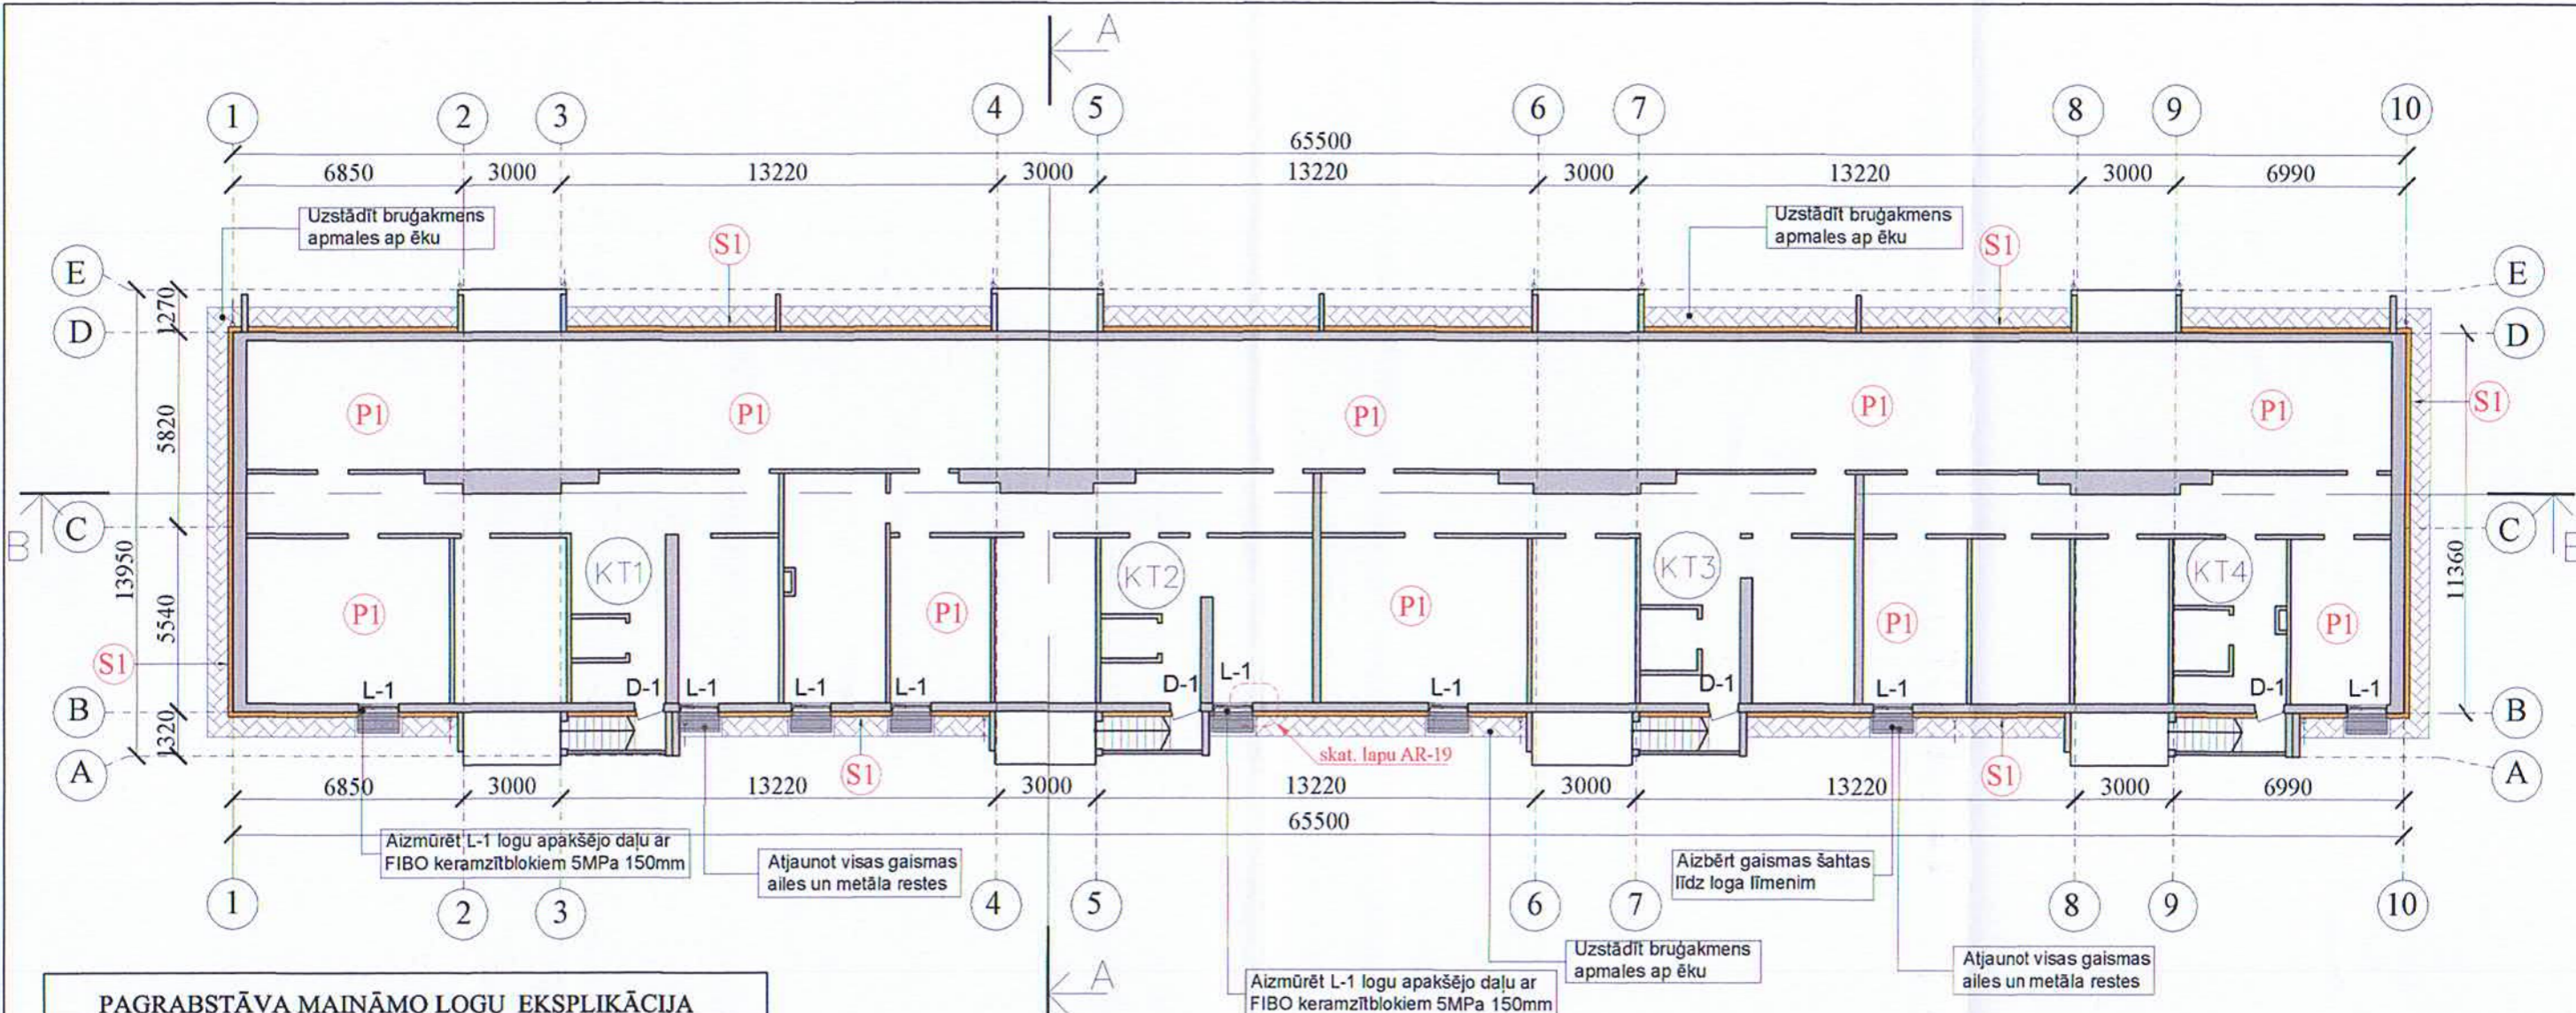 A
1 2 3 4 5 6 7 8 9 10
65500
6850 3000 13220 3000 13220 3000 13220 3000 6990
Uzstādīt bruģakmens
apmales ap ēku
S1
Uzstādīt bruģakmens
apmales ap ēku
S1
E E
1270
D D
5820
P1 P1 P1 P1 P1
S1
B C C B
13950
11360
KT1 KT2 KT3 KT4
5540
P1 P1 P1 P1 P1
S1
L-1 D-1 L-1 L-1 L-1 D-1 L-1 L-1 D-1 L-1 D-1 L-1
B B
1320
skat. lapu AR-19
A S1 S1 A
6850 3000 13220 3000 13220 3000 13220 3000 6990
65500
Aizmūrēt L-1 logu apakšējo daļu ar
FIBO keramzītblokiem 5MPa 150mm
Atjaunot visas gaismas
ailes un metāla restes
Aizbērt gaismas šahtas
līdz loga līmenim
1 2 3 4 5 6 7 8 9 10
Uzstādīt bruģakmens
apmales ap ēku
Atjaunot visas gaismas
ailes un metāla restes
A
Aizmūrēt L-1 logu apakšējo daļu ar
FIBO keramzītblokiem 5MPa 150mm
PAGRABSTĀVA MAINĀMO LOGU EKSPLIKĀCIJA